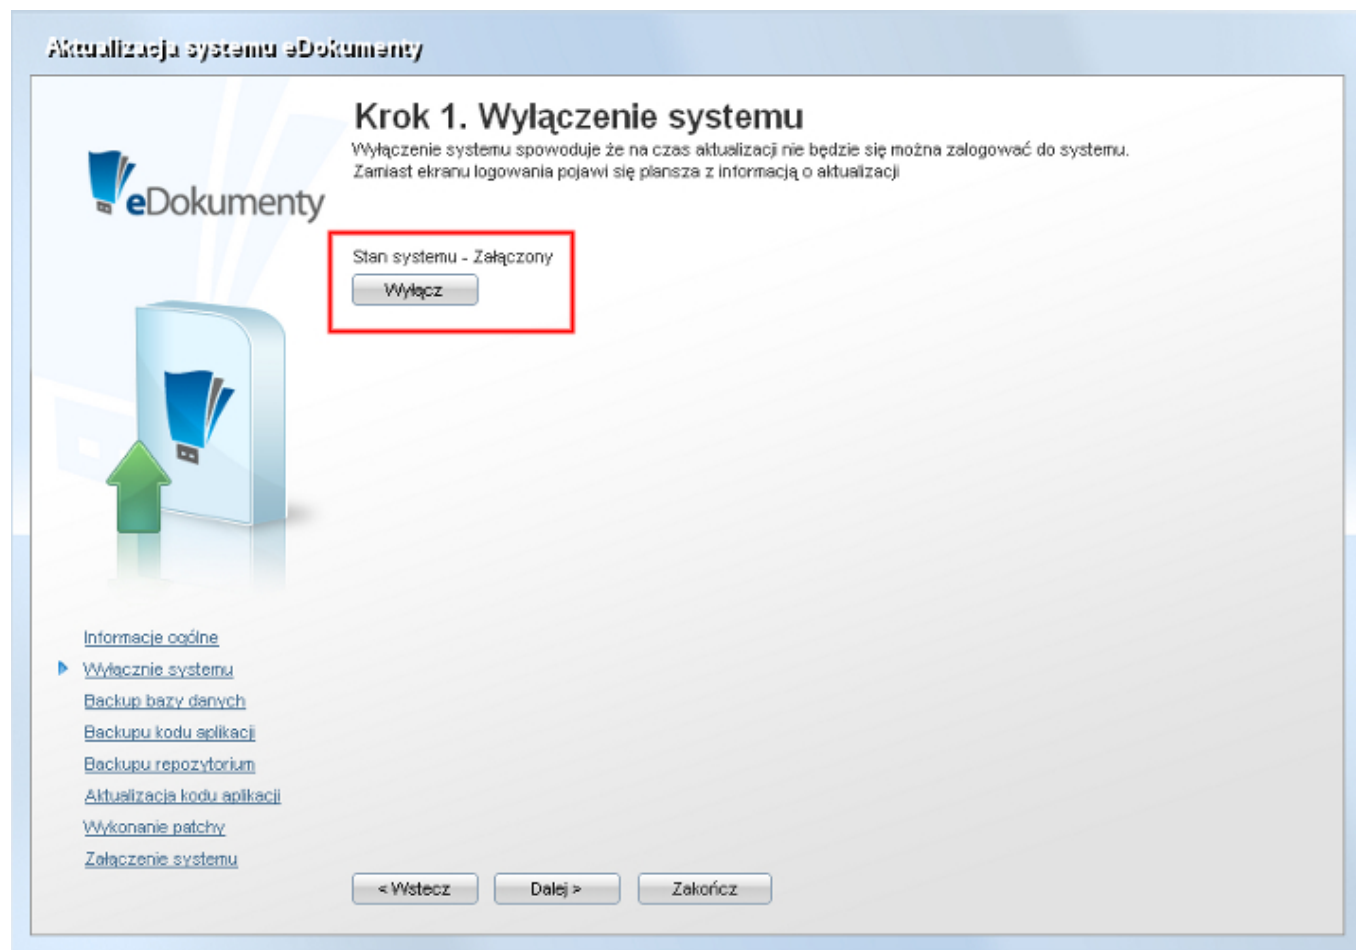 Aktualizacja systemu eDokumenty
Krok 1. Wyłączenie systemu
Wyłączenie systemu spowoduje że na czas aktualizacji nie będzie się można zalogować do systemu.
Zamiast ekranu logowania pojawi się plansza z informacją o aktualizacji
eDokumenty
Stan systemu - Załączony
Wyłącz
Informacje ogólne
Wyłącznie systemu
Backup bazy danych
Backupu kodu aplikacji
Backupu repozytorium
Aktualizacja kodu aplikacji
Wykonanie patchy
Załączenie systemu
< Wstecz
Dalej >
Zakończ